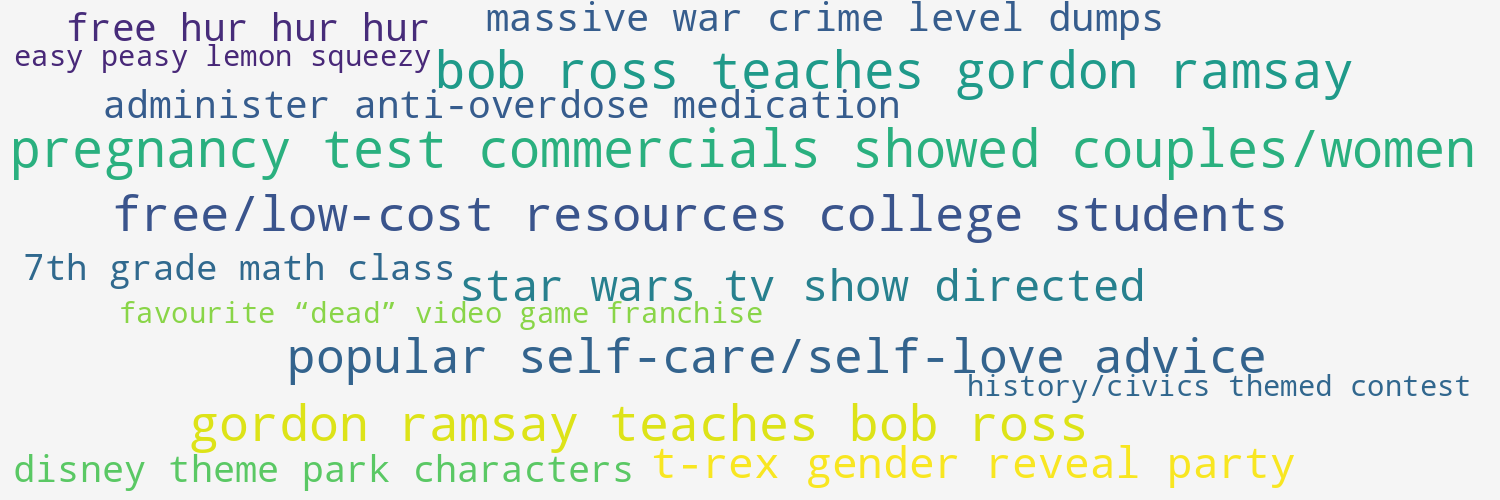 free hur hur hur
massive war crime level dumps
easy peasy lemon squeezy
bob ross teaches gordon ramsay
administer anti-overdose medication
pregnancy test commercials showed couples/women
free/low-cost resources college students
7th grade math class
star wars tv show directed
favourite “dead” video game franchise
popular self-care/self-love advice
history/civics themed contest
gordon ramsay teaches bob ross
disney theme park characters
t-rex gender reveal party